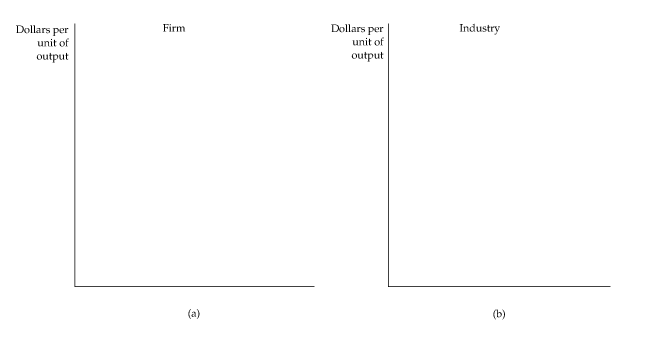 Dollars per
unit of
output
Firm
Dollars per
unit of
output
Industry
(a)
(b)